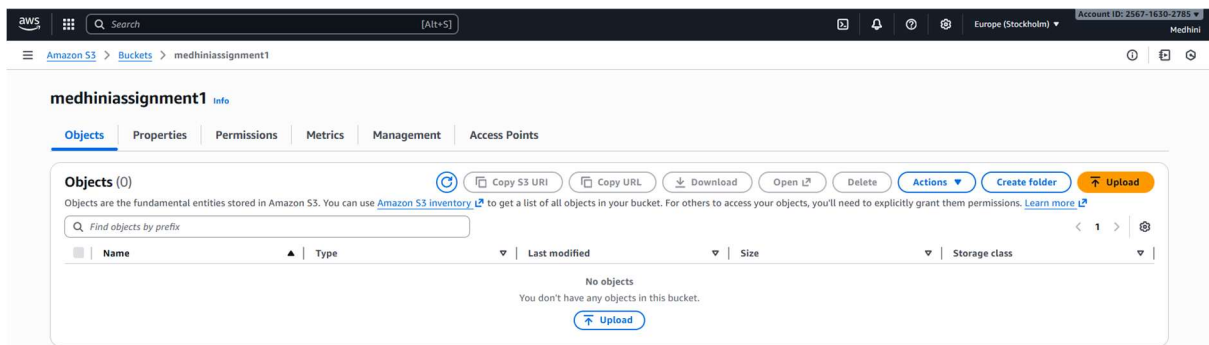 aws
Search [Alt+S] Europe (Stockholm) Account ID: 2567-1630-2785
Medhini
Amazon S3 > Buckets > medhiniassignment1
medhiniassignment1 Info
Objects Properties Permissions Metrics Management Access Points
Objects (0) Copy S3 URI Copy URL Download Open Delete Actions Create folder Upload
Objects are the fundamental entities stored in Amazon S3. You can use Amazon S3 inventory to get a list of all objects in your bucket. For others to access your objects, you'll need to explicitly grant them permissions. Learn more
Find objects by prefix < 1 >
Name Type Last modified Size Storage class
No objects
You don't have any objects in this bucket.
Upload